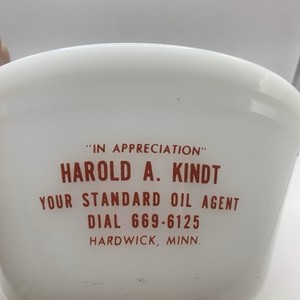 "IN APPRECIATION"
HAROLD A. KINDT
YOUR STANDARD OIL AGENT
DIAL 669-6125
HARDWICK, MINN.